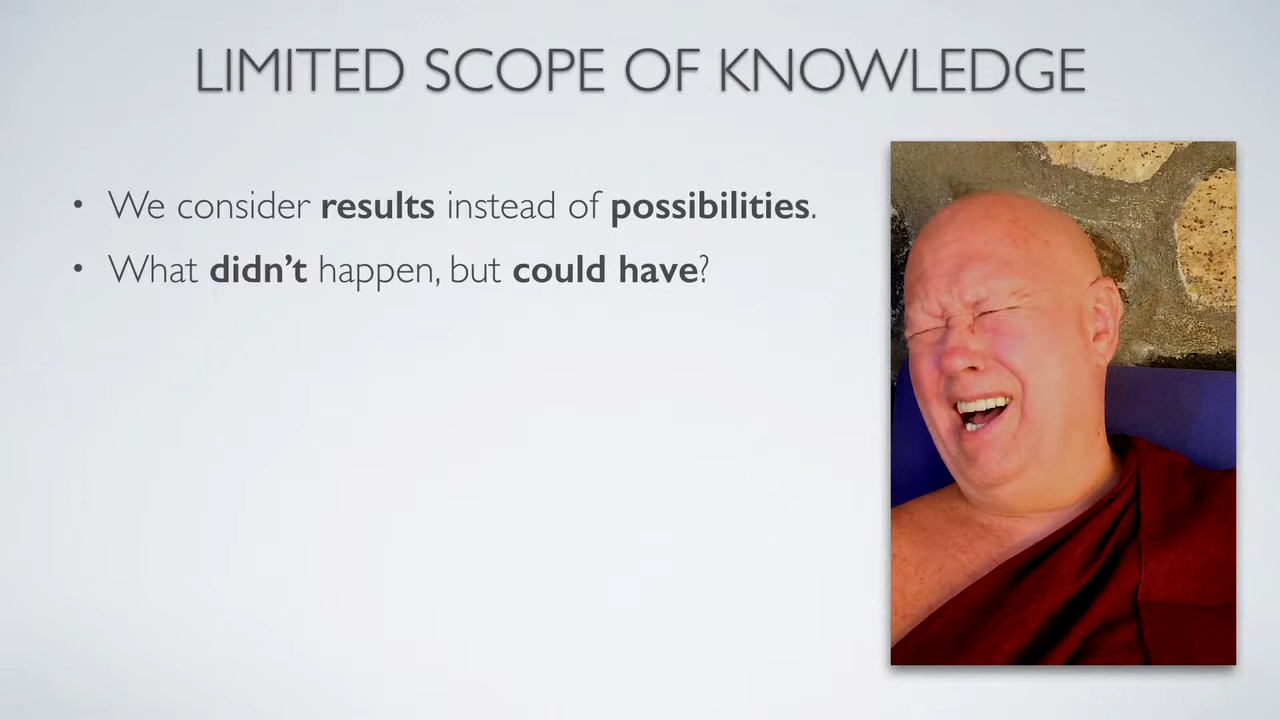 LIMITED SCOPE OF KNOWLEDGE
• We consider results instead of possibilities.
• What didn’t happen, but could have?